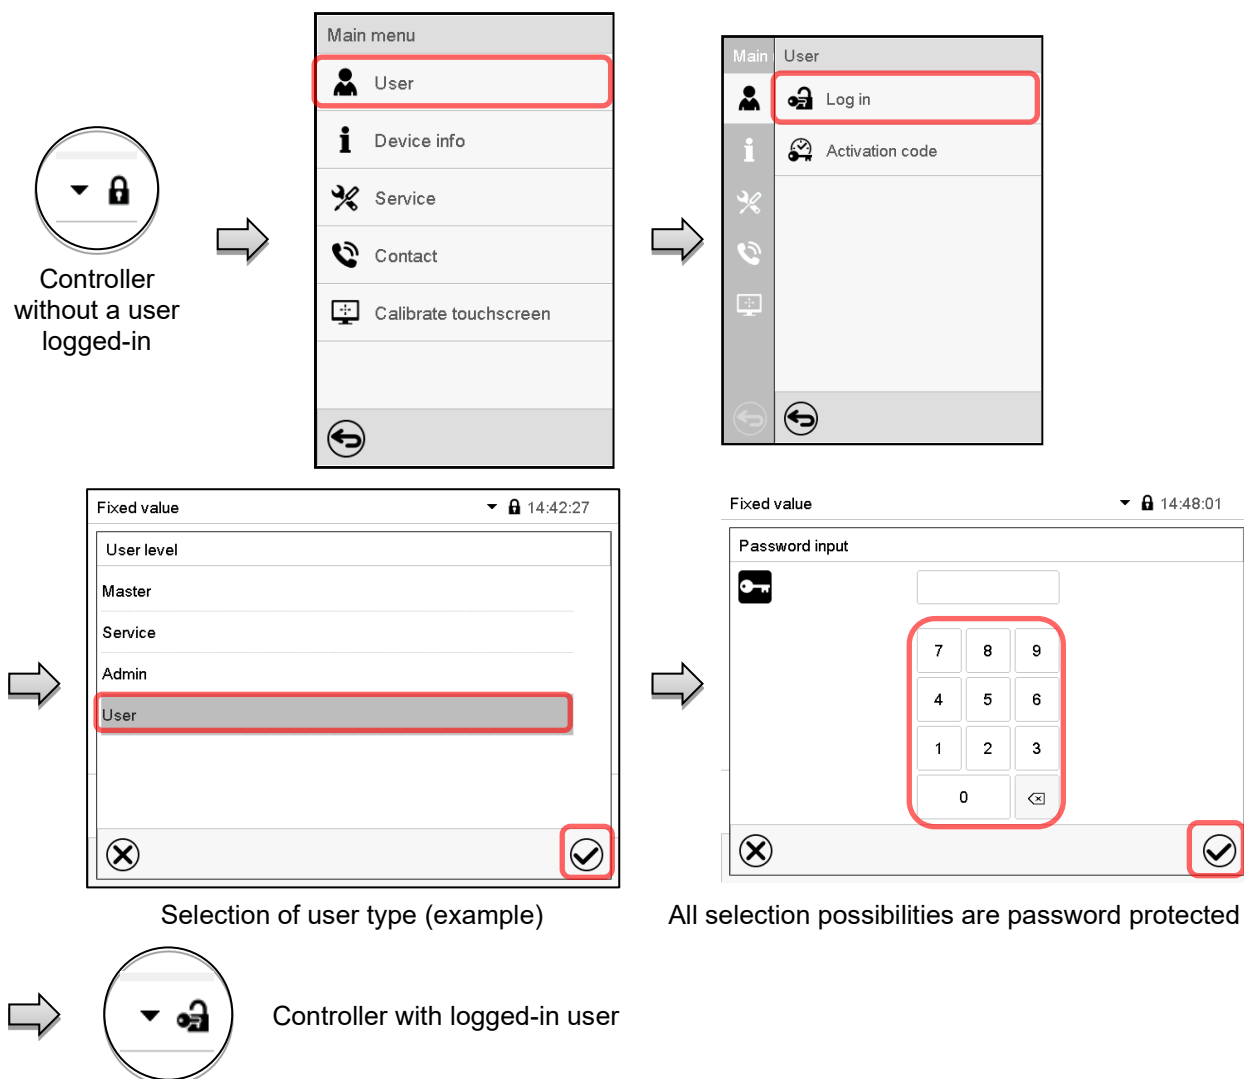 Main menu
User
Device info
Service
Contact
Calibrate touchscreen
Controller
without a user
logged-in
Main
User
Log in
Activation code
Fixed value
14:42:27
User level
Master
Service
Admin
User
Selection of user type (example)
Fixed value
14:48:01
Password input
7 8 9
4 5 6
1 2 3
0
All selection possibilities are password protected
Controller with logged-in user